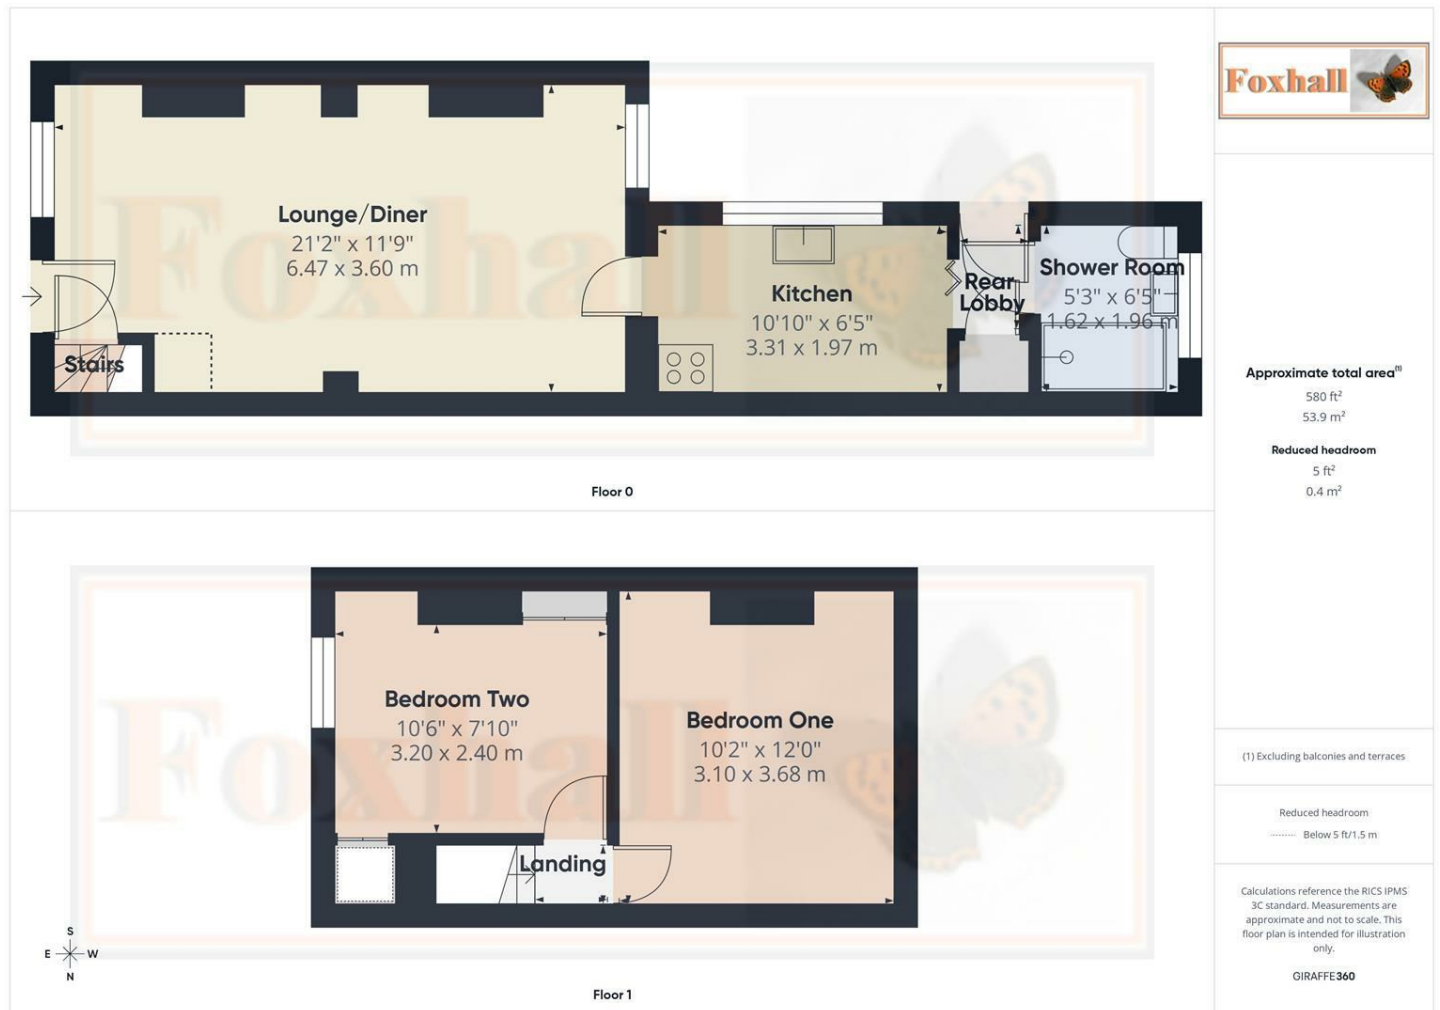 Foxhall
Lounge/Diner
21'2" x 11'9"
6.47 x 3.60 m
Kitchen
10'10" x 6'5"
3.31 x 1.97 m
Rear
Lobby
Shower Room
5'3" x 6'5"
1.62 x 1.96 m
Stairs
Foxhall
Floor 0
Bedroom Two
10'6" x 7'10"
3.20 x 2.40 m
Bedroom One
10'2" x 12'0"
3.10 x 3.68 m
Landing
Foxhall
S
E W
N
Floor 1
Approximate total area(1)
580 ft²
53.9 m²
Reduced headroom
5 ft²
0.4 m²
(1) Excluding balconies and terraces
Reduced headroom
Below 5 ft/1.5 m
Calculations reference the RICS IPMS
3C standard. Measurements are
approximate and not to scale. This
floor plan is intended for illustration
only.
GIRAFFE360